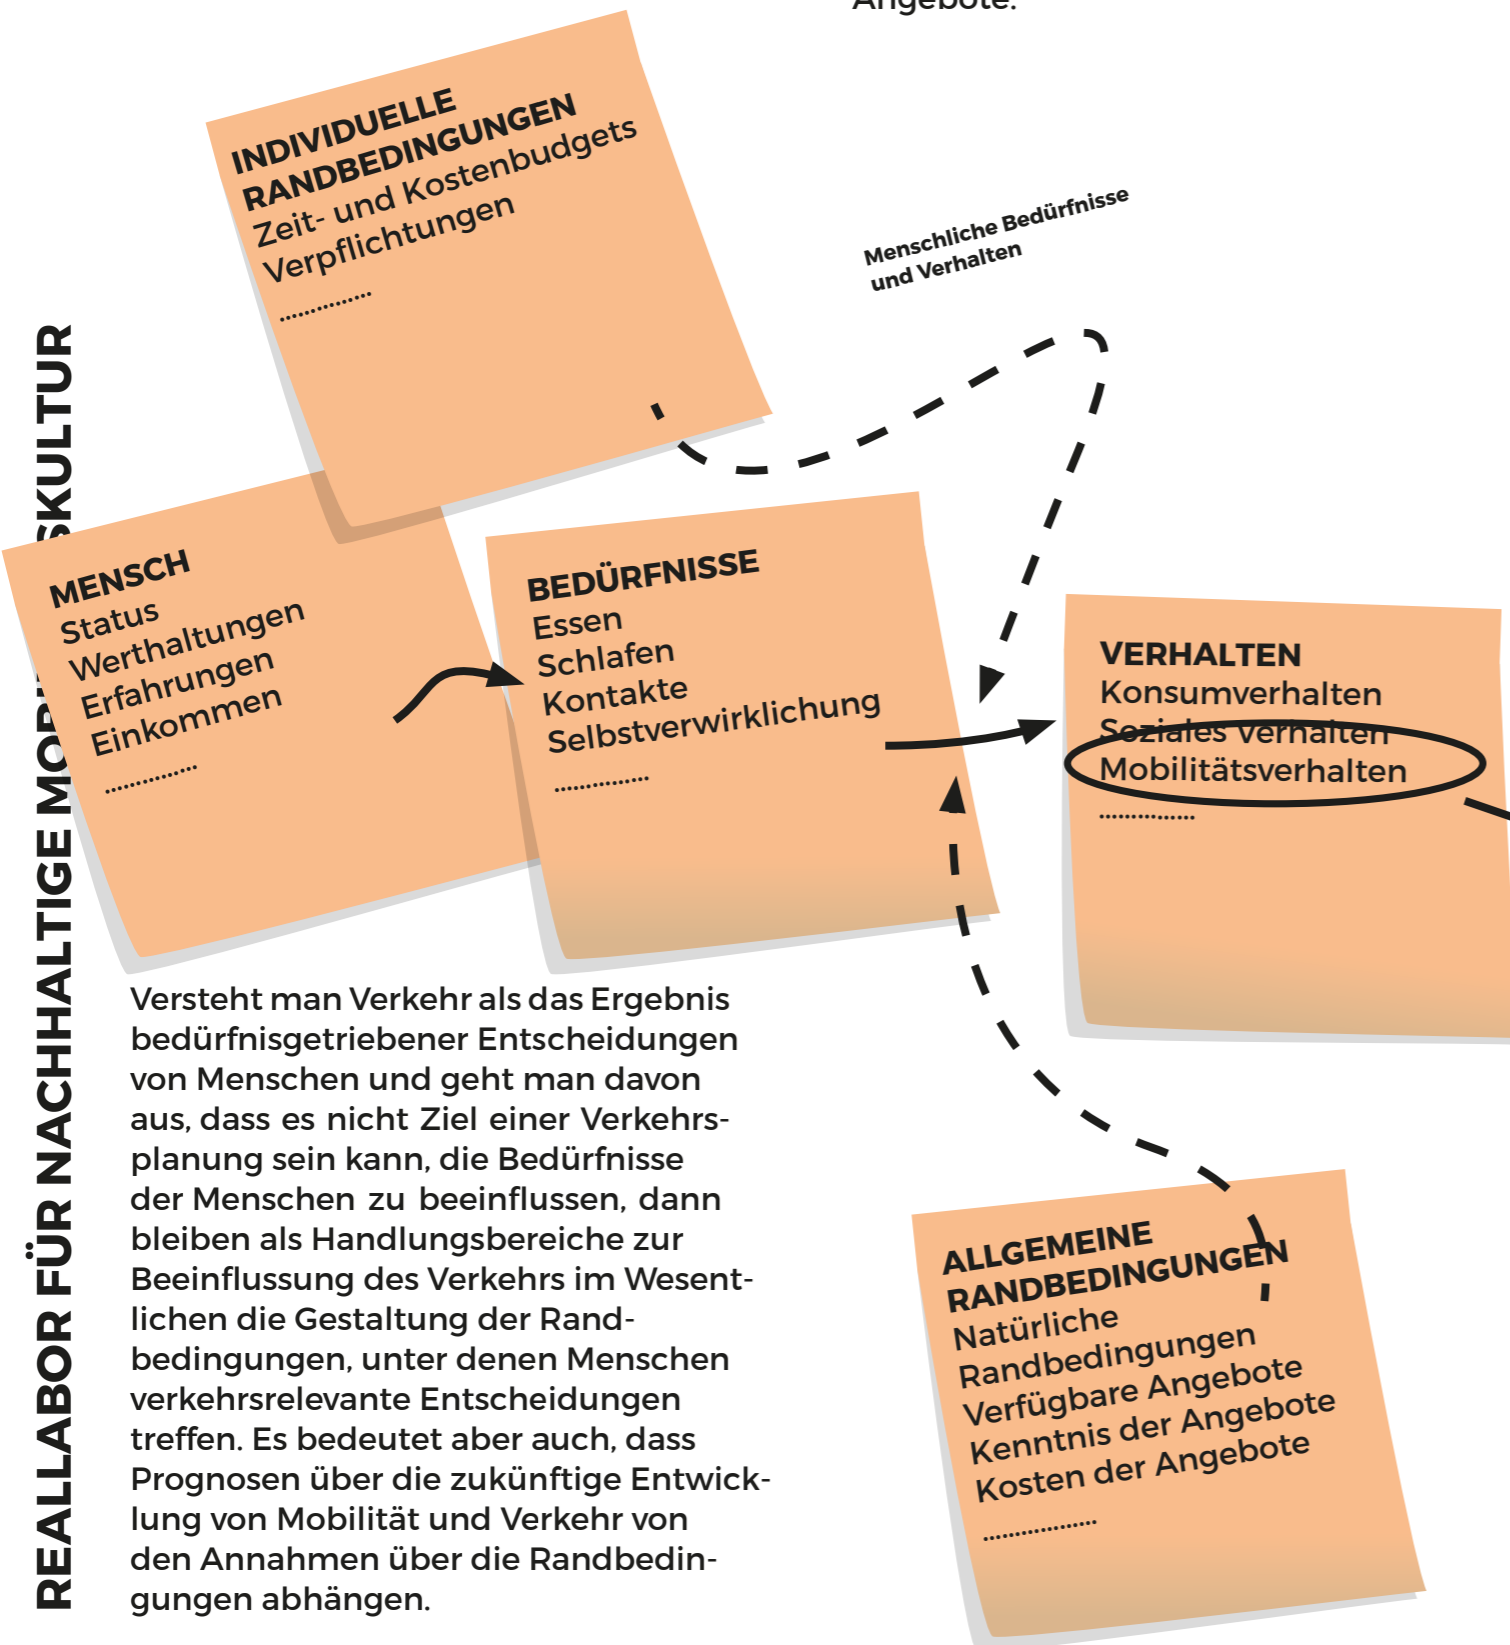 Angebote.
INDIVIDUELLE
RANDBEDINGUNGEN
Zeit- und Kostenbudgets
Verpflichtungen
...............
Menschliche Bedürfnisse
und Verhalten
MENSCH
Status
Werthaltungen
Erfahrungen
Einkommen
...............
BEDÜRFNISSE
Essen
Schlafen
Kontakte
Selbstverwirklichung
...............
VERHALTEN
Konsumverhalten
Soziales Verhalten
Mobilitätsverhalten
...............
REALLABOR FÜR NACHHALTIGE
Versteht man Verkehr als das Ergebnis
bedürfnisgetriebener Entscheidungen
von Menschen und geht man davon
aus, dass es nicht Ziel einer Verkehrs-
planung sein kann, die Bedürfnisse
der Menschen zu beeinflussen, dann
bleiben als Handlungsbereiche zur
Beeinflussung des Verkehrs im Wesent-
lichen die Gestaltung der Rand-
bedingungen, unter denen Menschen
verkehrsrelevante Entscheidungen
treffen. Es bedeutet aber auch, dass
Prognosen über die zukünftige Entwick-
lung von Mobilität und Verkehr von
den Annahmen über die Randbedin-
gungen abhängen.
ALLGEMEINE
RANDBEDINGUNGEN
Natürliche
Randbedingungen
Verfügbare Angebote
Kenntnis der Angebote
Kosten der Angebote
..................